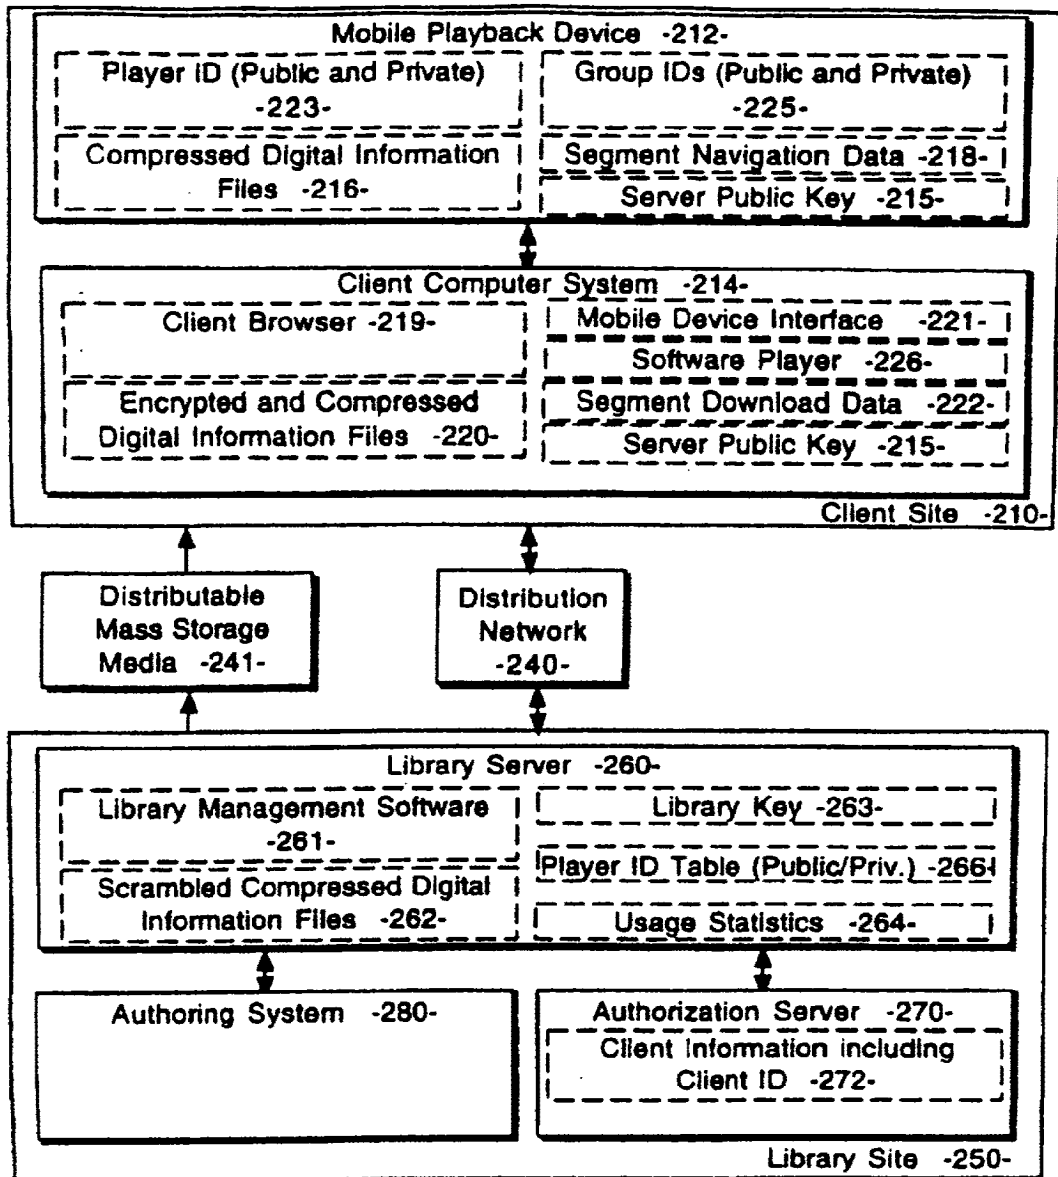 Mobile Playback Device -212-
Player ID (Public and Private)
-223-
Group IDs (Public and Private)
-225-
Compressed Digital Information
Files -216-
Segment Navigation Data -218-
Server Public Key -215-
Client Computer System -214-
Client Browser -219-
Mobile Device Interface -221-
Software Player -226-
Encrypted and Compressed
Digital Information Files -220-
Segment Download Data -222-
Server Public Key -215-
Client Site -210-
Distributable
Mass Storage
Media -241-
Distribution
Network
-240-
Library Server -260-
Library Management Software
-261-
Library Key -263-
Player ID Table (Public/Priv.) -266-
Scrambled Compressed Digital
Information Files -262-
Usage Statistics -264-
Authoring System -280-
Authorization Server -270-
Client Information including
Client ID -272-
Library Site -250-